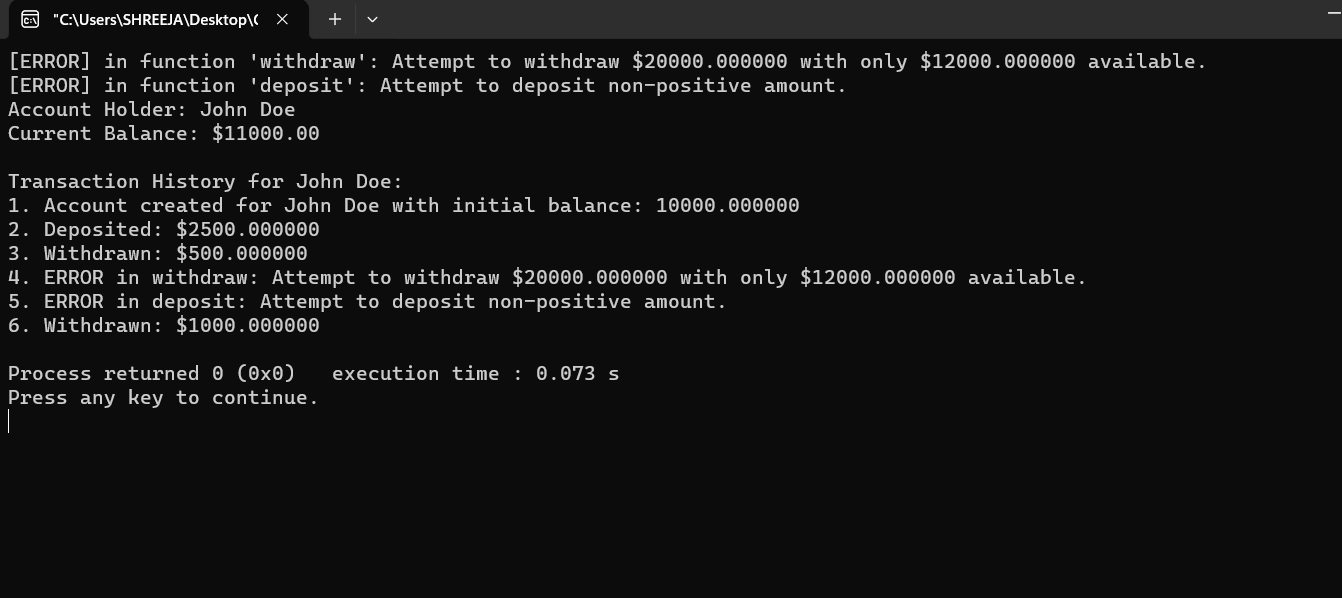 "C:\Users\SHREEJA\Desktop\
[ERROR] in function 'withdraw': Attempt to withdraw $20000.000000 with only $12000.000000 available.
[ERROR] in function 'deposit': Attempt to deposit non-positive amount.
Account Holder: John Doe
Current Balance: $11000.00
Transaction History for John Doe:
1. Account created for John Doe with initial balance: 10000.000000
2. Deposited: $2500.000000
3. Withdrawn: $500.000000
4. ERROR in withdraw: Attempt to withdraw $20000.000000 with only $12000.000000 available.
5. ERROR in deposit: Attempt to deposit non-positive amount.
6. Withdrawn: $1000.000000
Process returned 0 (0x0)   execution time : 0.073 s
Press any key to continue.